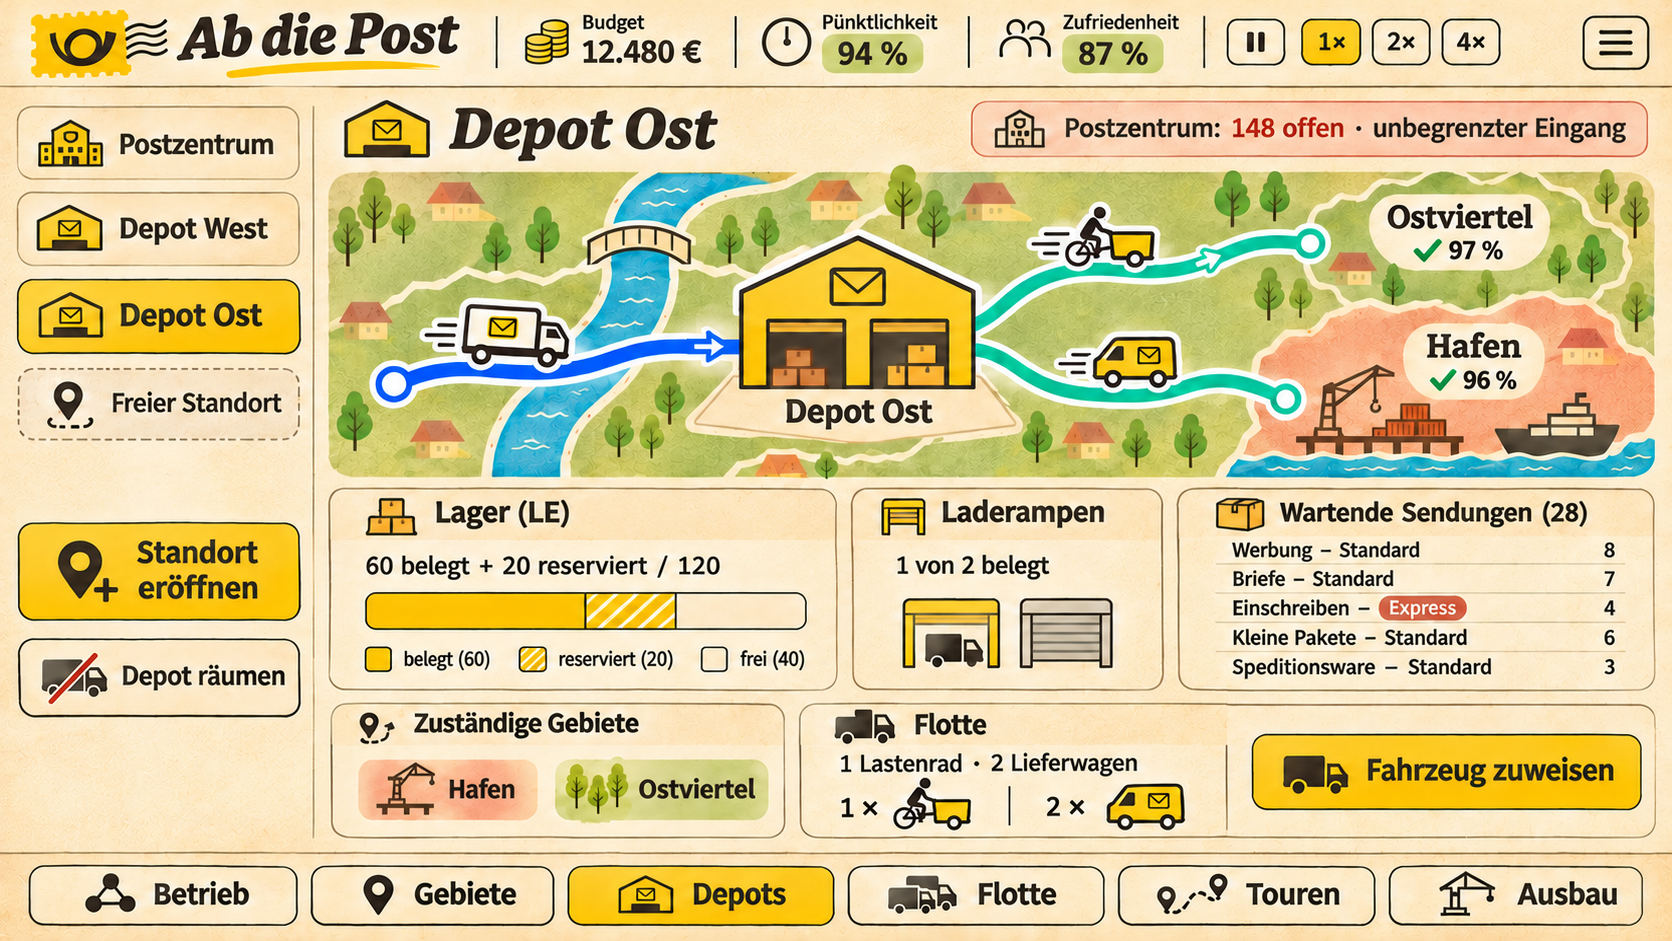 Ab die Post
Budget
12.480 €
Pünktlichkeit
94 %
Zufriedenheit
87 %
1×
2×
4×
Postzentrum
Depot West
Depot Ost
Freier Standort
Standort
eröffnen
Depot räumen
Depot Ost
Postzentrum: 148 offen · unbegrenzter Eingang
Ostviertel
97 %
Hafen
96 %
Depot Ost
Lager (LE)
60 belegt + 20 reserviert / 120
belegt (60)
reserviert (20)
frei (40)
Laderampen
1 von 2 belegt
Wartende Sendungen (28)
Werbung – Standard 8
Briefe – Standard 7
Einschreiben – Express 4
Kleine Pakete – Standard 6
Speditionsware – Standard 3
Zuständige Gebiete
Hafen
Ostviertel
Flotte
1 Lastenrad · 2 Lieferwagen
1 ×
2 ×
Fahrzeug zuweisen
Betrieb
Gebiete
Depots
Flotte
Touren
Ausbau